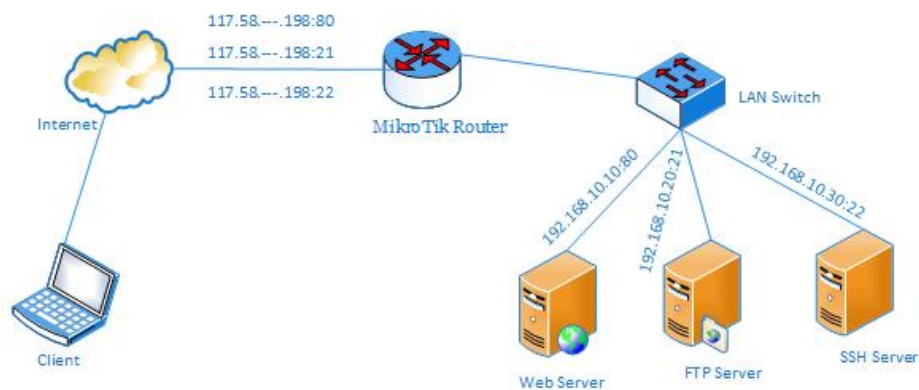 117.58.---.198:80
117.58.---.198:21
117.58.---.198:22
Internet
MikroTik Router
LAN Switch
192.168.10.10:80
192.168.10.20:21
192.168.10.30:22
Client
Web Server
FTP Server
SSH Server